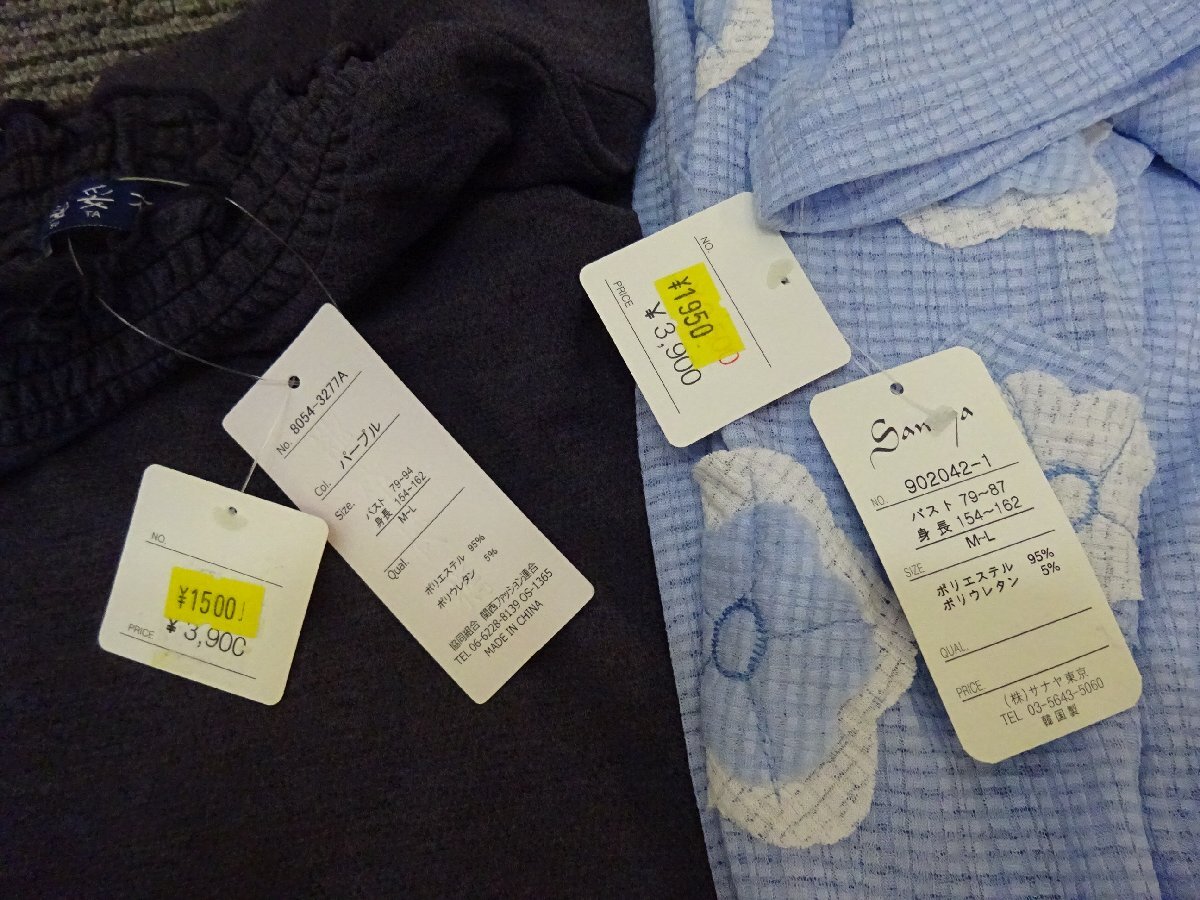 No. 8054-3277A
Col. パープル
Size. バスト 79~94
身長 154~162
M-L
Qual.
ポリエステル 95%
ポリウレタン 5%
協同組合 関西ファッション連合
TEL 06-6228-8139 OS-1365
MADE IN CHINA
NO.
¥1500
PRICE ¥3,900
NO.
¥1950
PRICE
¥3,900
Sanaya
NO. 902042-1
バスト 79~87
身長 154~162
M-L
SIZE
ポリエステル 95%
ポリウレタン 5%
QUAL.
PRICE
(株)サナヤ東京
TEL 03-5643-5060
韓国製